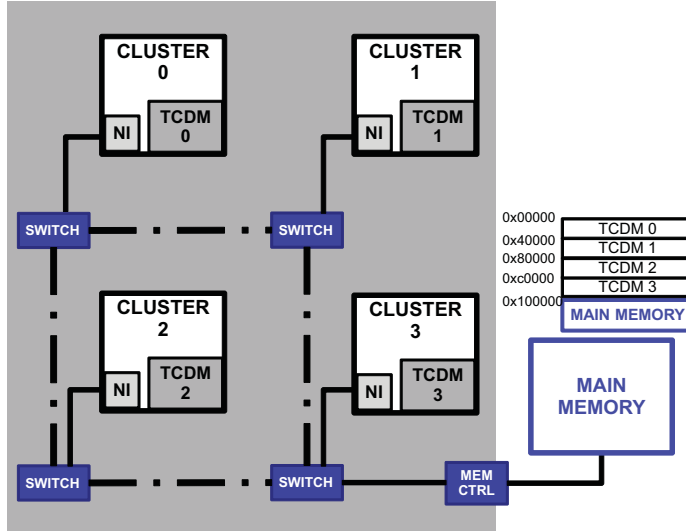 CLUSTER
0
NI
TCDM
0
CLUSTER
1
NI
TCDM
1
SWITCH
SWITCH
0x00000
TCDM 0
0x40000
TCDM 1
0x80000
TCDM 2
0xc0000
TCDM 3
0x100000
MAIN MEMORY
CLUSTER
2
NI
TCDM
2
CLUSTER
3
NI
TCDM
3
MAIN
MEMORY
SWITCH
SWITCH
MEM
CTRL